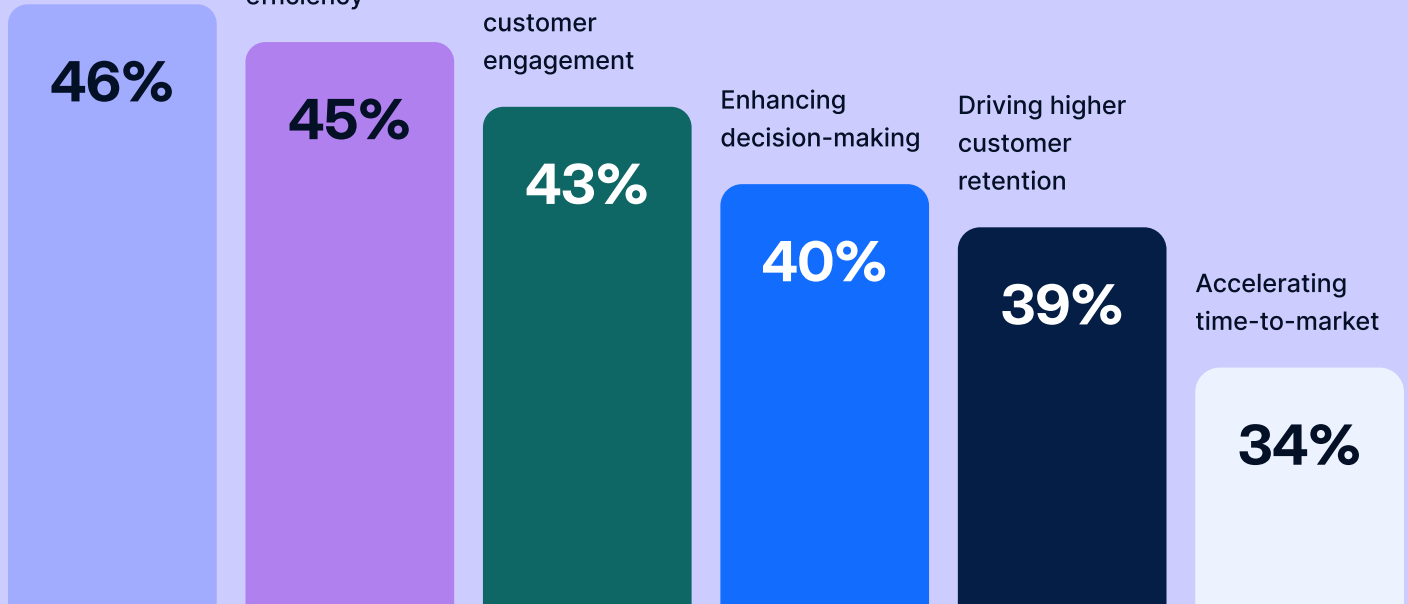 46%
efficiency
45%
customer
engagement
43%
Enhancing
decision-making
40%
Driving higher
customer
retention
39%
Accelerating
time-to-market
34%